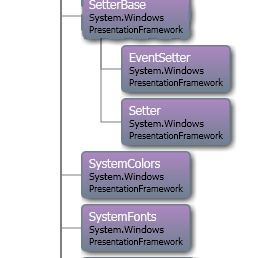 SetterBase
System.Windows
PresentationFramework
EventSetter
System.Windows
PresentationFramework
Setter
System.Windows
PresentationFramework
SystemColors
System.Windows
PresentationFramework
SystemFonts
System.Windows
PresentationFramework